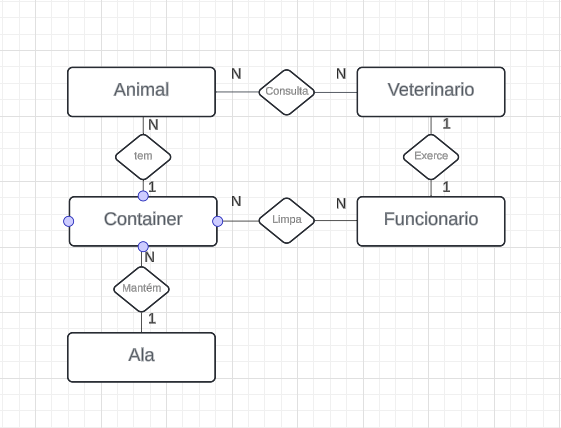 N N
Animal Consulta Veterinario
N 1
tem Exerce
1 1
N N
Container Limpa Funcionario
N
Mantém
1
Ala